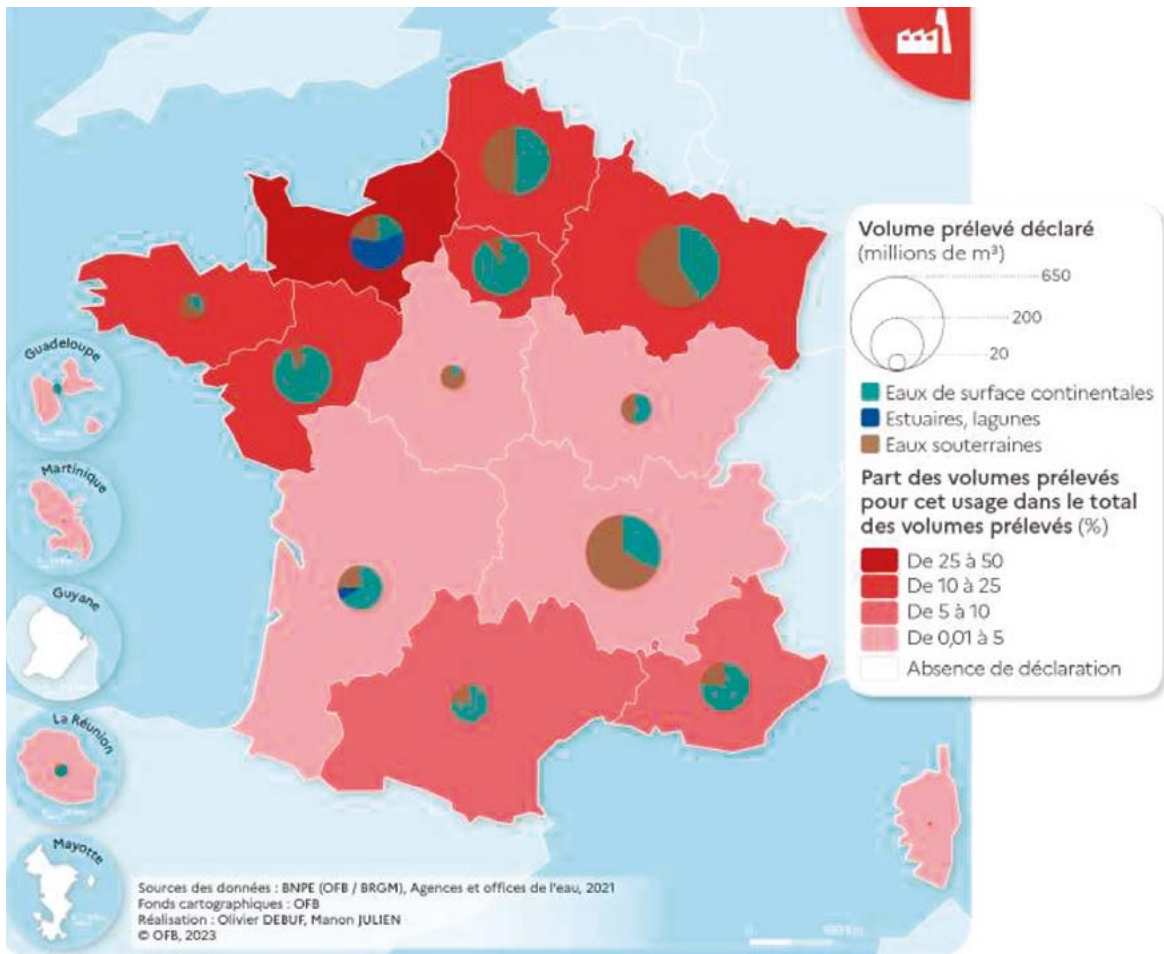 Volume prélevé déclaré
(millions de m³)
650
200
20
Eaux de surface continentales
Estuaires, lagunes
Eaux souterraines
Part des volumes prélevés
pour cet usage dans le total
des volumes prélevés (%)
De 25 à 50
De 10 à 25
De 5 à 10
De 0,01 à 5
Absence de déclaration
Guadeloupe
Martinique
Guyane
La Réunion
Mayotte
Sources des données : BNPE (OFB / BRGM), Agences et offices de l'eau, 2021
Fonds cartographiques : OFB
Réalisation : Olivier DEBUF, Manon JULIEN
© OFB, 2023
0